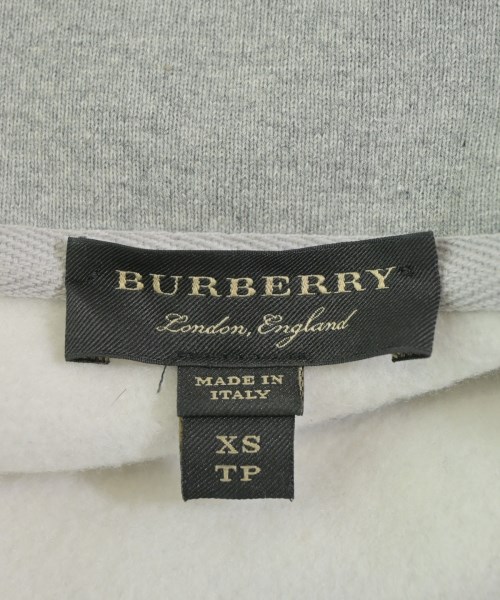 BURBERRY
London, England
MADE IN
ITALY
XS
TP